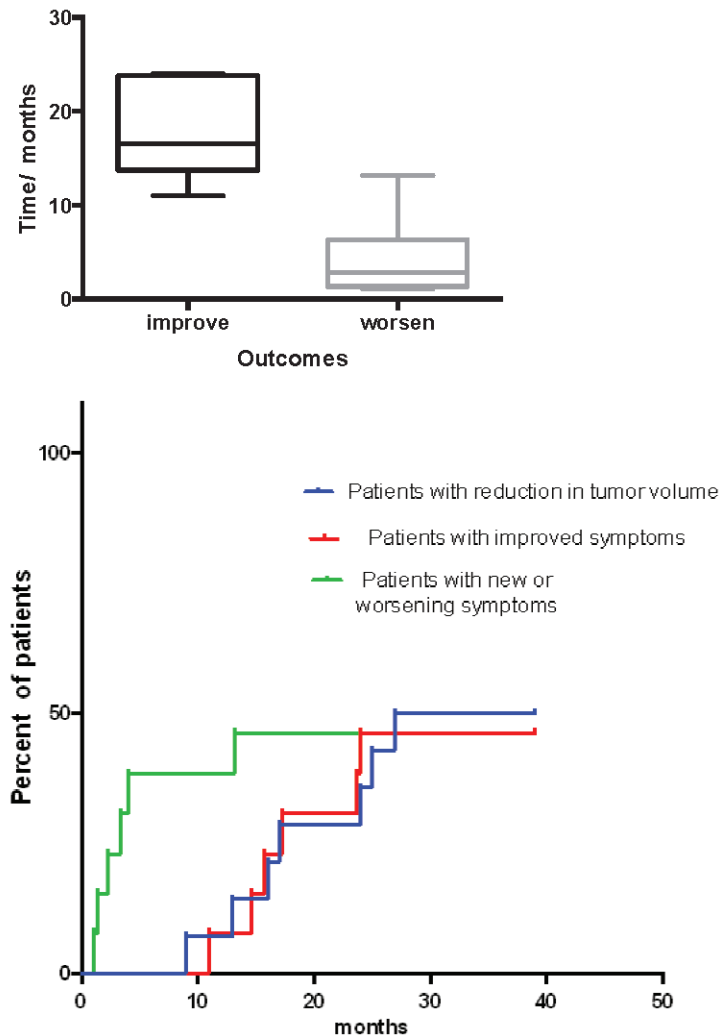 30
20
10
0
Time/ months
improve
worsen
Outcomes
100
50
0
Percent of patients
Patients with reduction in tumor volume
Patients with improved symptoms
Patients with new or
worsening symptoms
0 10 20 30 40 50
months